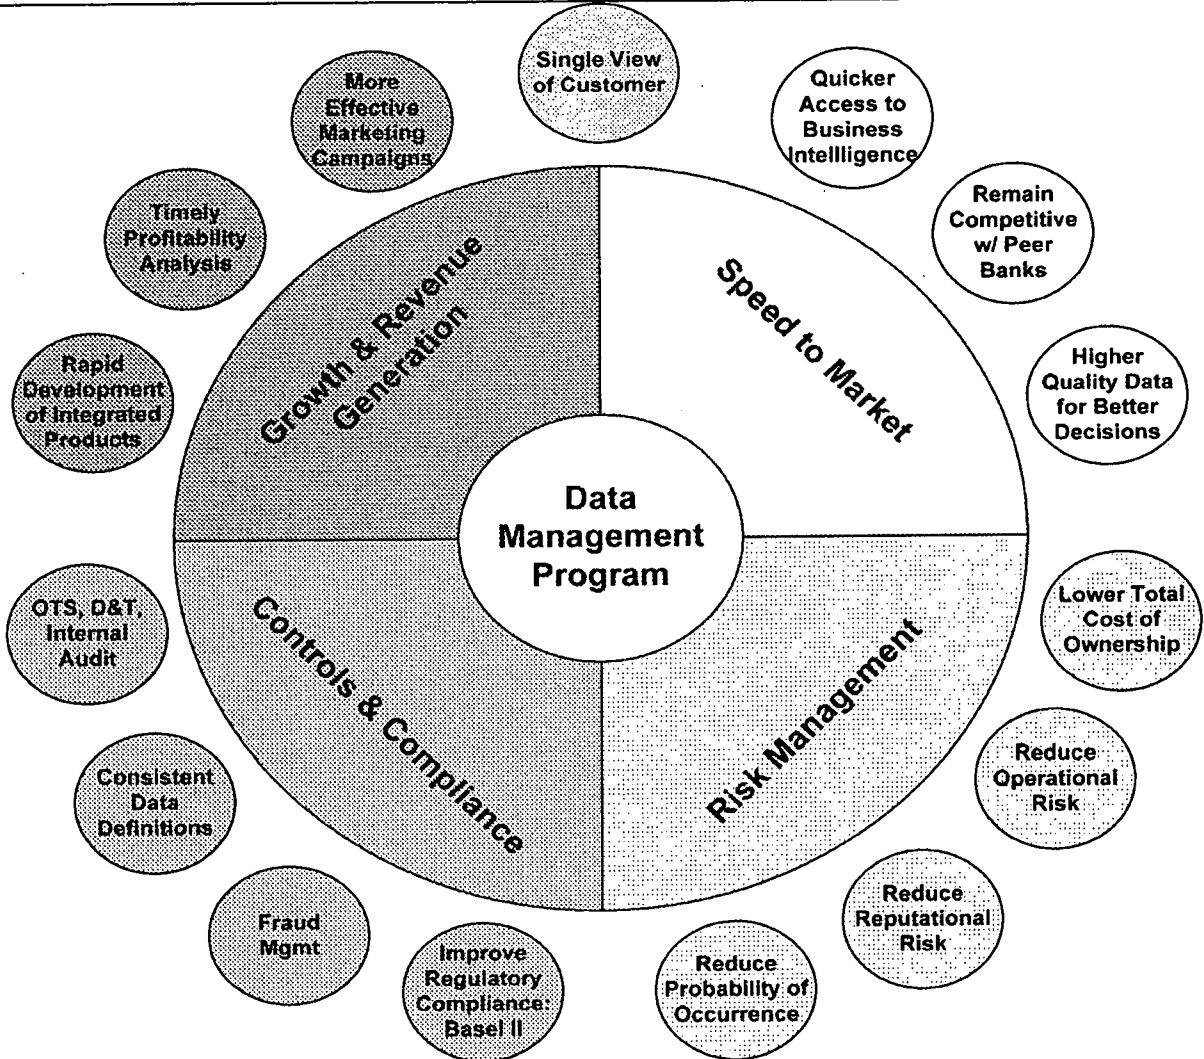 Single View
of Customer
Quicker
Access to
Business
Intellligence
Remain
Competitive
w/ Peer
Banks
Higher
Quality Data
for Better
Decisions
Lower Total
Cost of
Ownership
Reduce
Operational
Risk
Reduce
Reputational
Risk
Reduce
Probability of
Occurrence
Improve
Regulatory
Compliance:
Basel II
Fraud
Mgmt
Consistent
Data
Definitions
OTS, D&T,
Internal
Audit
Rapid
Development
of Integrated
Products
Timely
Profitability
Analysis
More
Effective
Marketing
Campaigns
Growth & Revenue
Generation
Speed to Market
Risk Management
Controls & Compliance
Data
Management
Program